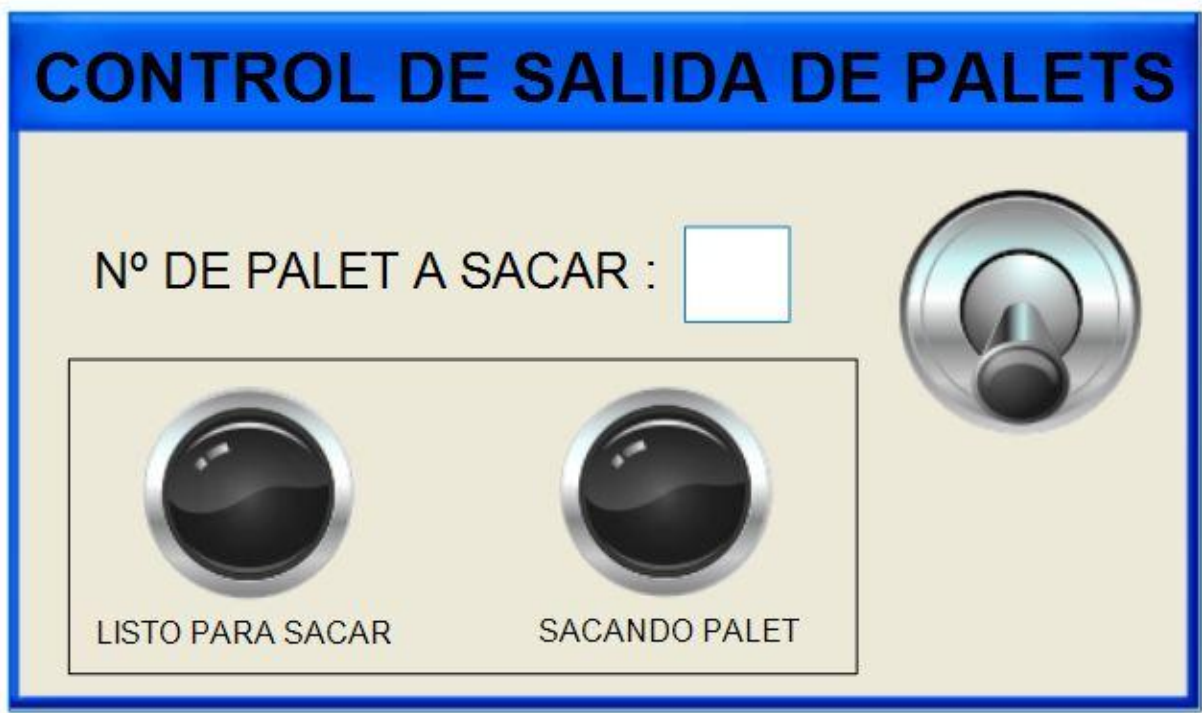 CONTROL DE SALIDA DE PALETS
Nº DE PALET A SACAR :
LISTO PARA SACAR
SACANDO PALET